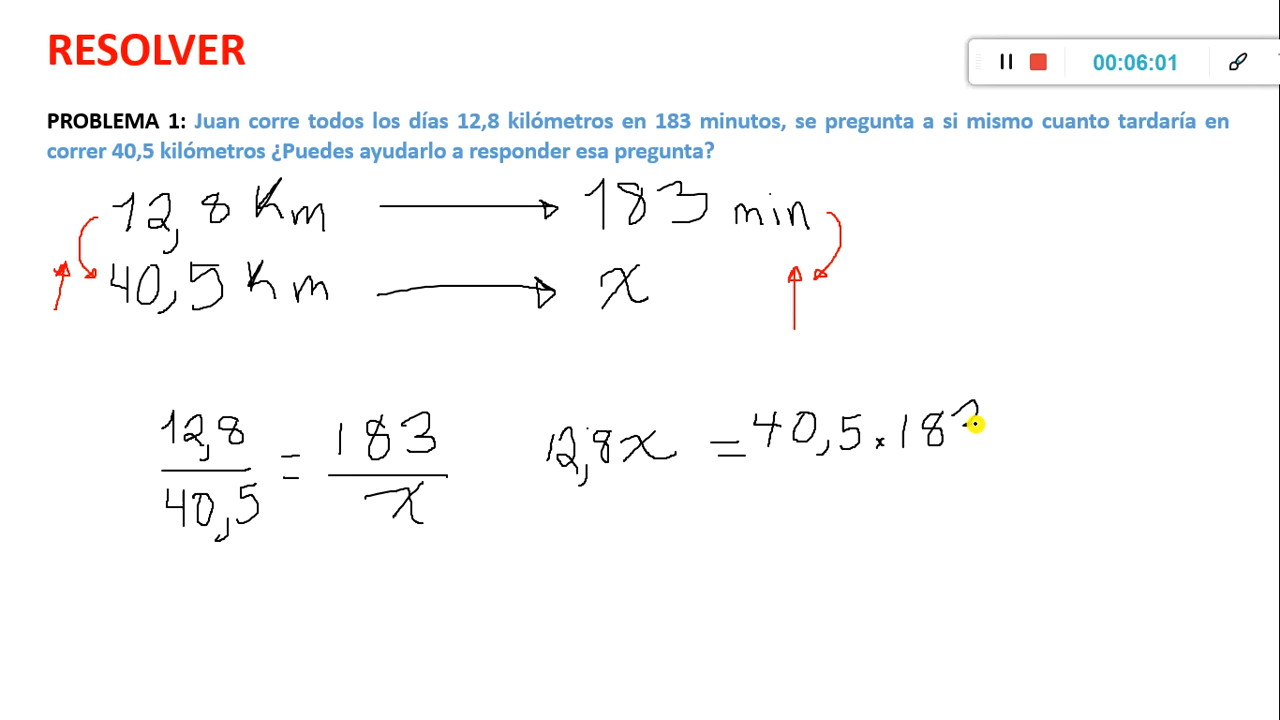 RESOLVER
00:06:01
PROBLEMA 1: Juan corre todos los días 12,8 kilómetros en 183 minutos, se pregunta a si mismo cuanto tardaría en
correr 40,5 kilómetros ¿Puedes ayudarlo a responder esa pregunta?
12,8 Km → 183 min
40,5 Km → x
12,8 / 40,5 = 183 / x
12,8x = 40,5 × 183